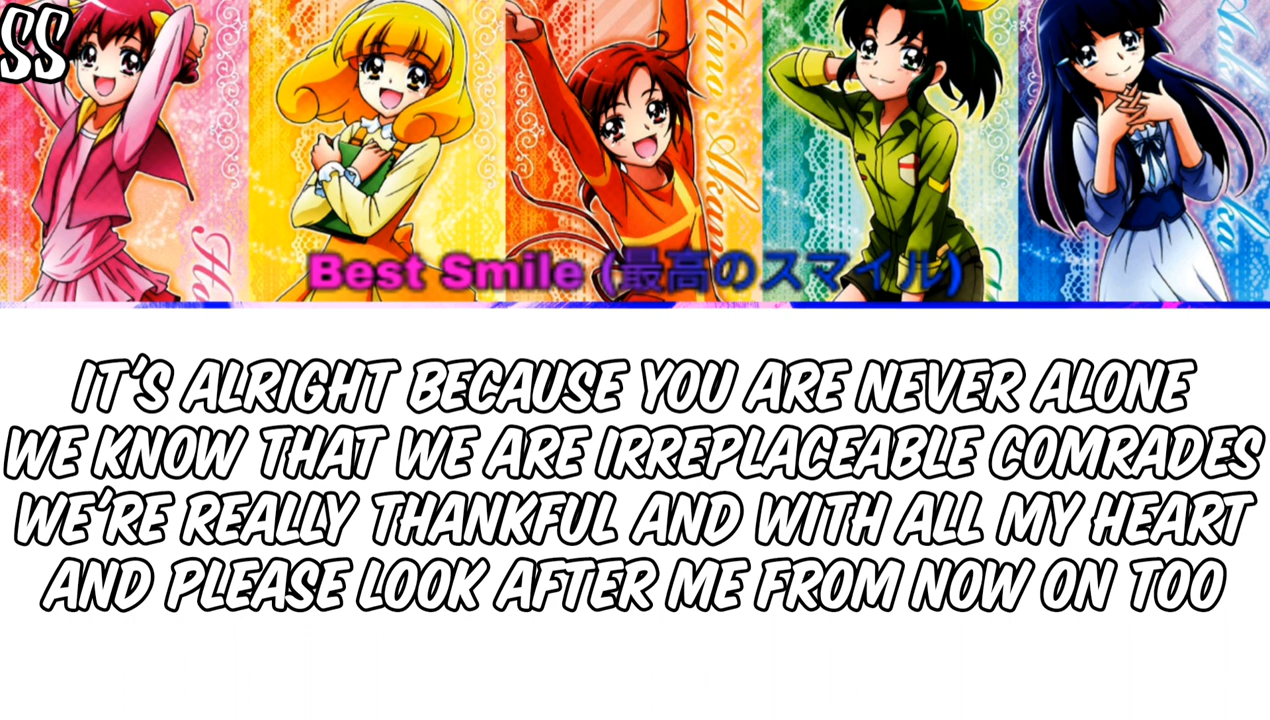 SS
Hino Akane
Best Smile (最高のスマイル)
IT'S ALRIGHT BECAUSE YOU ARE NEVER ALONE
WE KNOW THAT WE ARE IRREPLACEABLE COMRADES
WE'RE REALLY THANKFUL AND WITH ALL MY HEART
AND PLEASE LOOK AFTER ME FROM NOW ON TOO